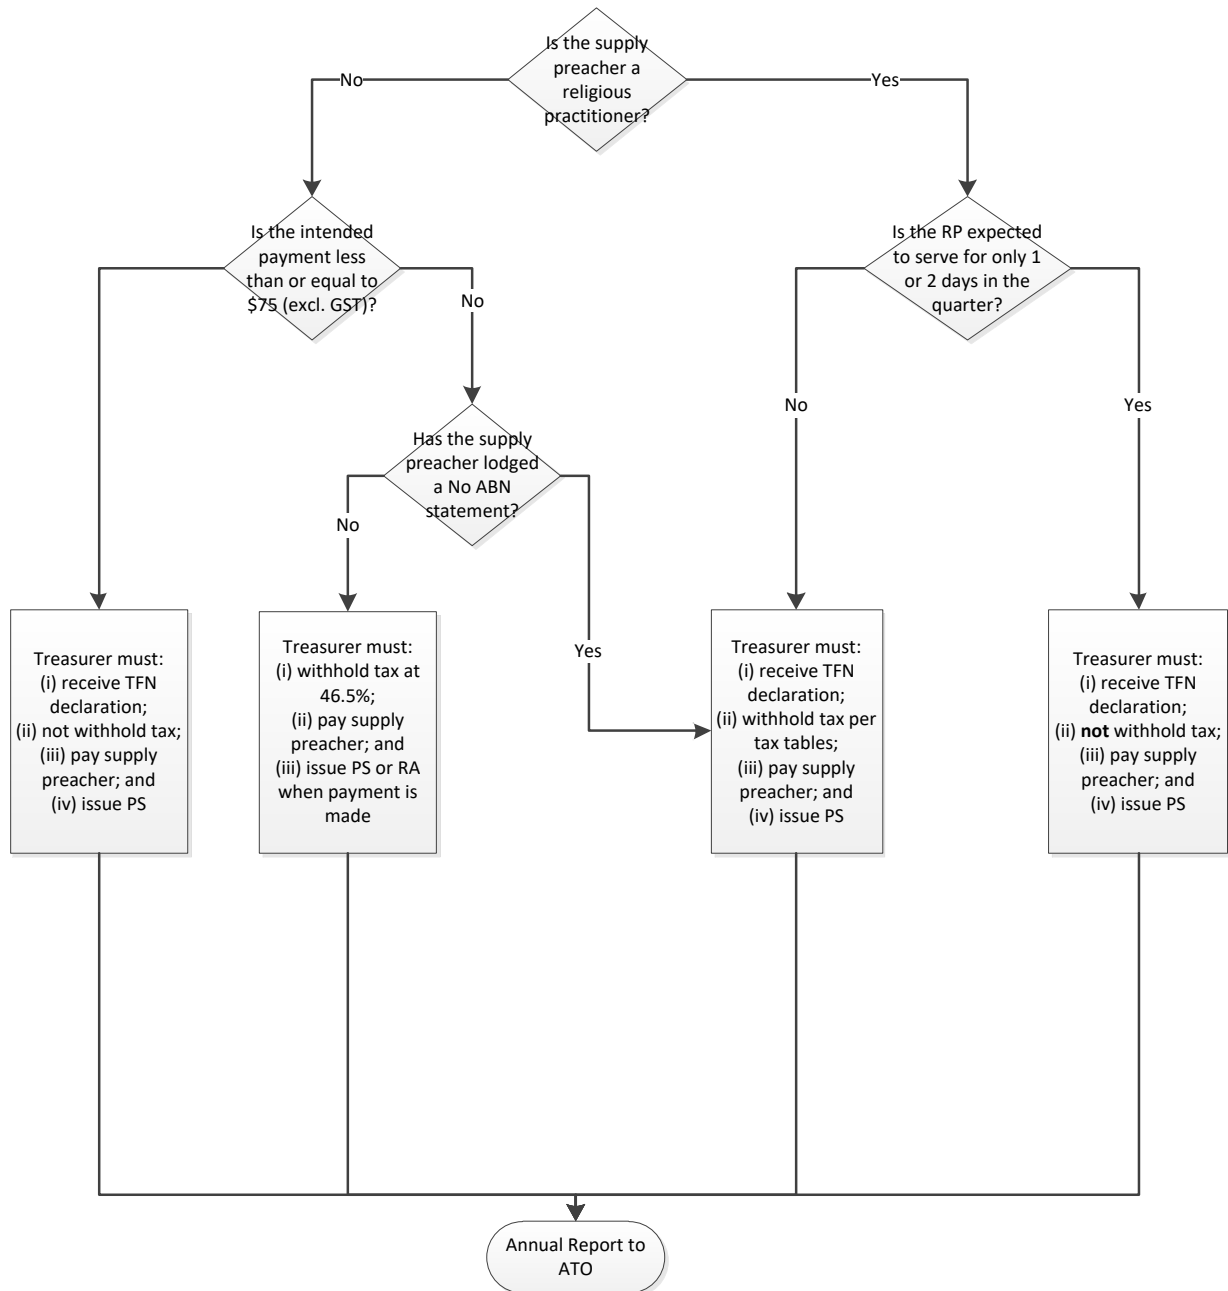 Is the supply
preacher a
religious
practitioner?
No
Yes
Is the intended
payment less
than or equal to
$75 (excl. GST)?
No
Is the RP expected
to serve for only 1
or 2 days in the
quarter?
No
Yes
Has the supply
preacher lodged
a No ABN
statement?
No
Yes
Treasurer must:
(i) receive TFN
declaration;
(ii) not withhold tax;
(iii) pay supply
preacher; and
(iv) issue PS
Treasurer must:
(i) withhold tax at
46.5%;
(ii) pay supply
preacher; and
(iii) issue PS or RA
when payment is
made
Treasurer must:
(i) receive TFN
declaration;
(ii) withhold tax per
tax tables;
(iii) pay supply
preacher; and
(iv) issue PS
Treasurer must:
(i) receive TFN
declaration;
(ii) not withhold tax;
(iii) pay supply
preacher; and
(iv) issue PS
Annual Report to
ATO